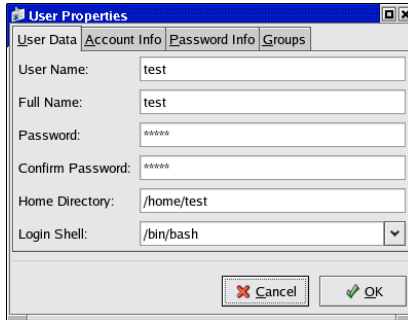 User Properties
User Data Account Info Password Info Groups
User Name: test
Full Name: test
Password: *****
Confirm Password: *****
Home Directory: /home/test
Login Shell: /bin/bash
Cancel OK